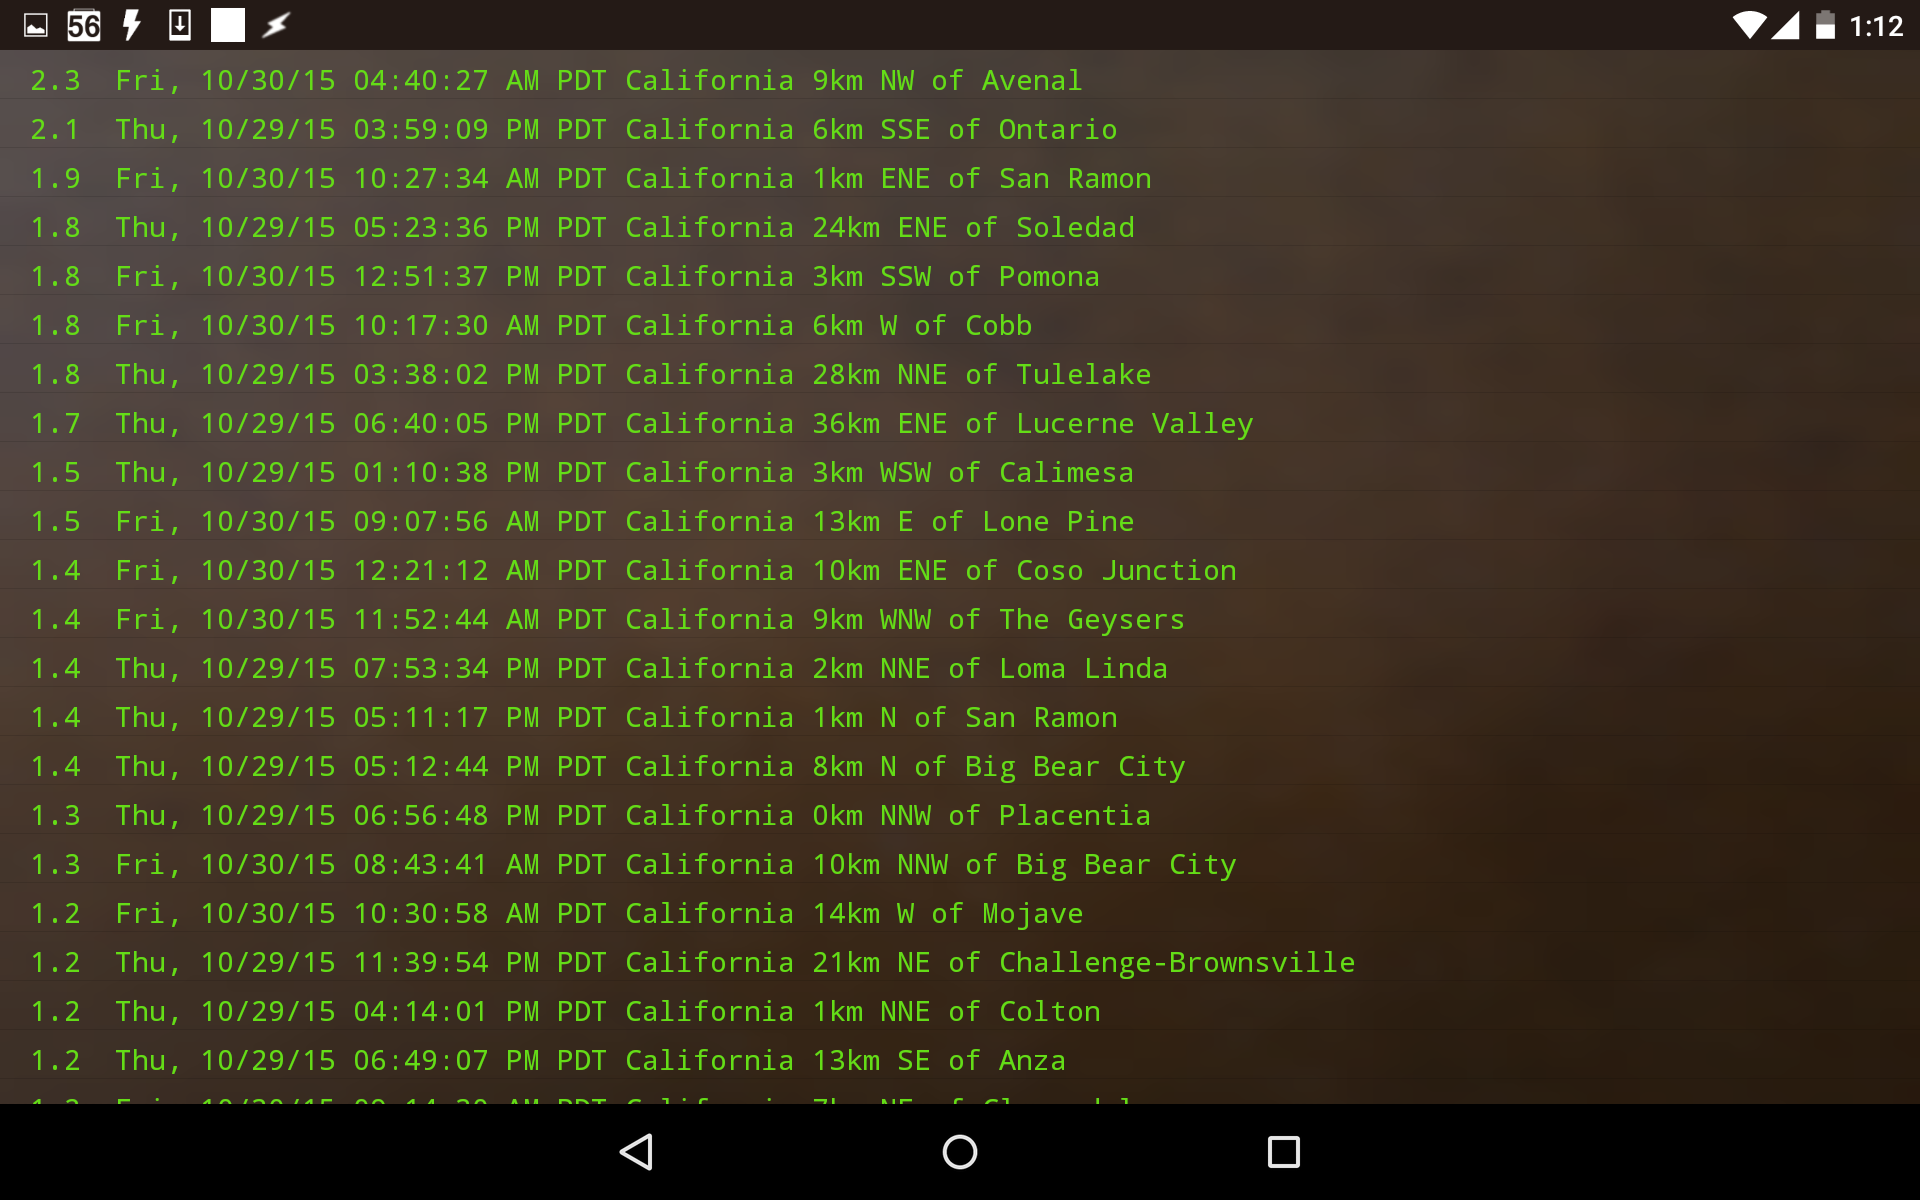 56 1:12
2.3 Fri, 10/30/15 04:40:27 AM PDT California 9km NW of Avenal
2.1 Thu, 10/29/15 03:59:09 PM PDT California 6km SSE of Ontario
1.9 Fri, 10/30/15 10:27:34 AM PDT California 1km ENE of San Ramon
1.8 Thu, 10/29/15 05:23:36 PM PDT California 24km ENE of Soledad
1.8 Fri, 10/30/15 12:51:37 PM PDT California 3km SSW of Pomona
1.8 Fri, 10/30/15 10:17:30 AM PDT California 6km W of Cobb
1.8 Thu, 10/29/15 03:38:02 PM PDT California 28km NNE of Tulelake
1.7 Thu, 10/29/15 06:40:05 PM PDT California 36km ENE of Lucerne Valley
1.5 Thu, 10/29/15 01:10:38 PM PDT California 3km WSW of Calimesa
1.5 Fri, 10/30/15 09:07:56 AM PDT California 13km E of Lone Pine
1.4 Fri, 10/30/15 12:21:12 AM PDT California 10km ENE of Coso Junction
1.4 Fri, 10/30/15 11:52:44 AM PDT California 9km WNW of The Geysers
1.4 Thu, 10/29/15 07:53:34 PM PDT California 2km NNE of Loma Linda
1.4 Thu, 10/29/15 05:11:17 PM PDT California 1km N of San Ramon
1.4 Thu, 10/29/15 05:12:44 PM PDT California 8km N of Big Bear City
1.3 Thu, 10/29/15 06:56:48 PM PDT California 0km NNW of Placentia
1.3 Fri, 10/30/15 08:43:41 AM PDT California 10km NNW of Big Bear City
1.2 Fri, 10/30/15 10:30:58 AM PDT California 14km W of Mojave
1.2 Thu, 10/29/15 11:39:54 PM PDT California 21km NE of Challenge-Brownsville
1.2 Thu, 10/29/15 04:14:01 PM PDT California 1km NNE of Colton
1.2 Thu, 10/29/15 06:49:07 PM PDT California 13km SE of Anza